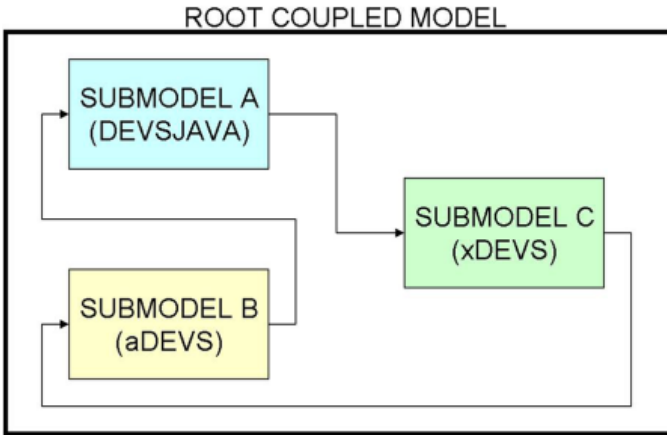 ROOT COUPLED MODEL
SUBMODEL A
(DEVSJAVA)
SUBMODEL C
(xDEVS)
SUBMODEL B
(aDEVS)